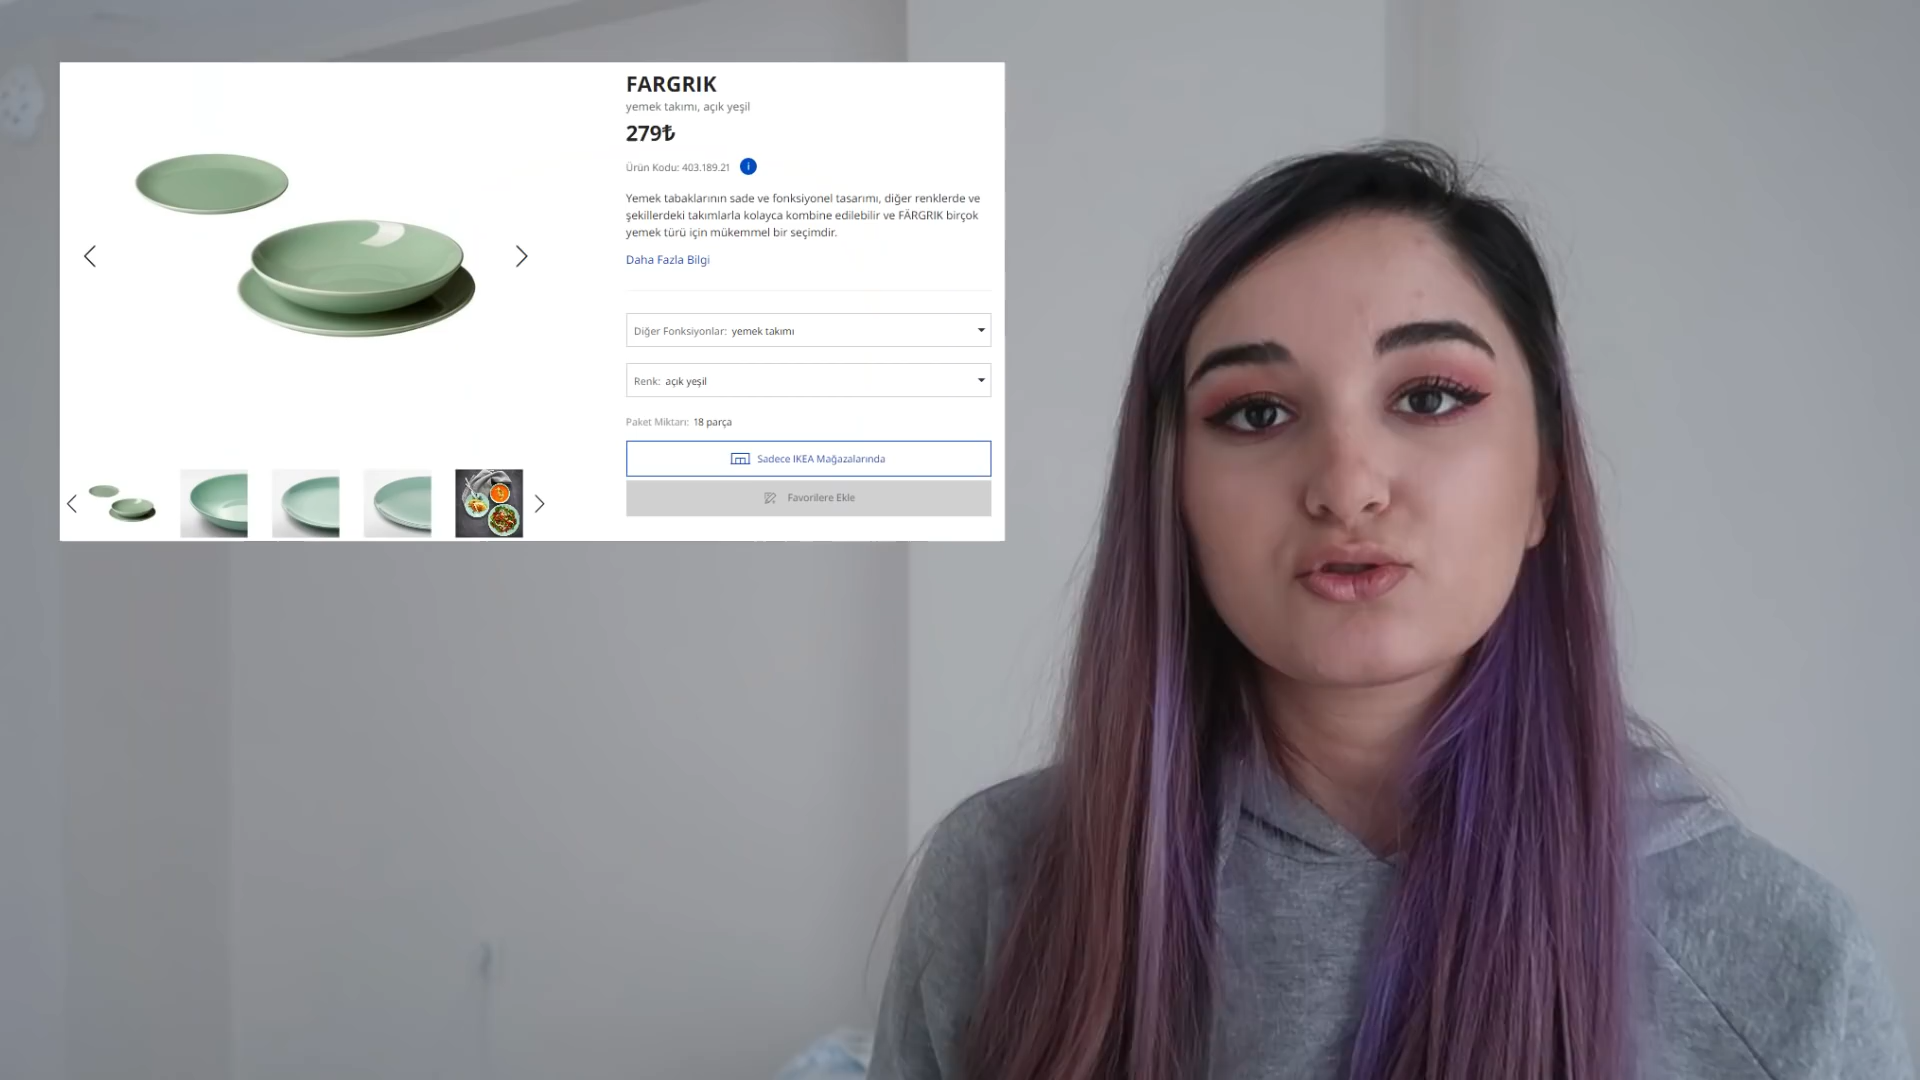 FARGRIK
yemek takımı, açık yeşil
279₺
Ürün Kodu: 403.189.21 i
Yemek tabaklarının sade ve fonksiyonel tasarımı, diğer renklerde ve
şekillerdeki takımlarla kolayca kombine edilebilir ve FÄRGRIK birçok
yemek türü için mükemmel bir seçimdir.
Daha Fazla Bilgi
Diğer Fonksiyonlar: yemek takımı
Renk: açık yeşil
Paket Miktarı: 18 parça
Sadece IKEA Mağazalarında
Favorilere Ekle